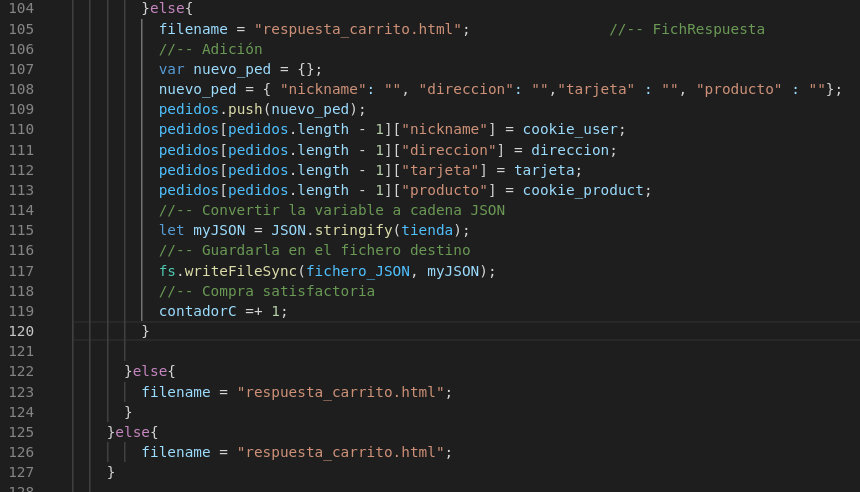 104 }else{
105 filename = "respuesta_carrito.html"; //-- FichRespuesta
106 //-- Adición
107 var nuevo_ped = {};
108 nuevo_ped = { "nickname": "", "direccion": "","tarjeta" : "", "producto" : ""};
109 pedidos.push(nuevo_ped);
110 pedidos[pedidos.length - 1]["nickname"] = cookie_user;
111 pedidos[pedidos.length - 1]["direccion"] = direccion;
112 pedidos[pedidos.length - 1]["tarjeta"] = tarjeta;
113 pedidos[pedidos.length - 1]["producto"] = cookie_product;
114 //-- Convertir la variable a cadena JSON
115 let myJSON = JSON.stringify(tienda);
116 //-- Guardarla en el fichero destino
117 fs.writeFileSync(fichero_JSON, myJSON);
118 //-- Compra satisfactoria
119 contadorC =+ 1;
120 }
121
122 }else{
123 filename = "respuesta_carrito.html";
124 }
125 }else{
126 filename = "respuesta_carrito.html";
127 }
128